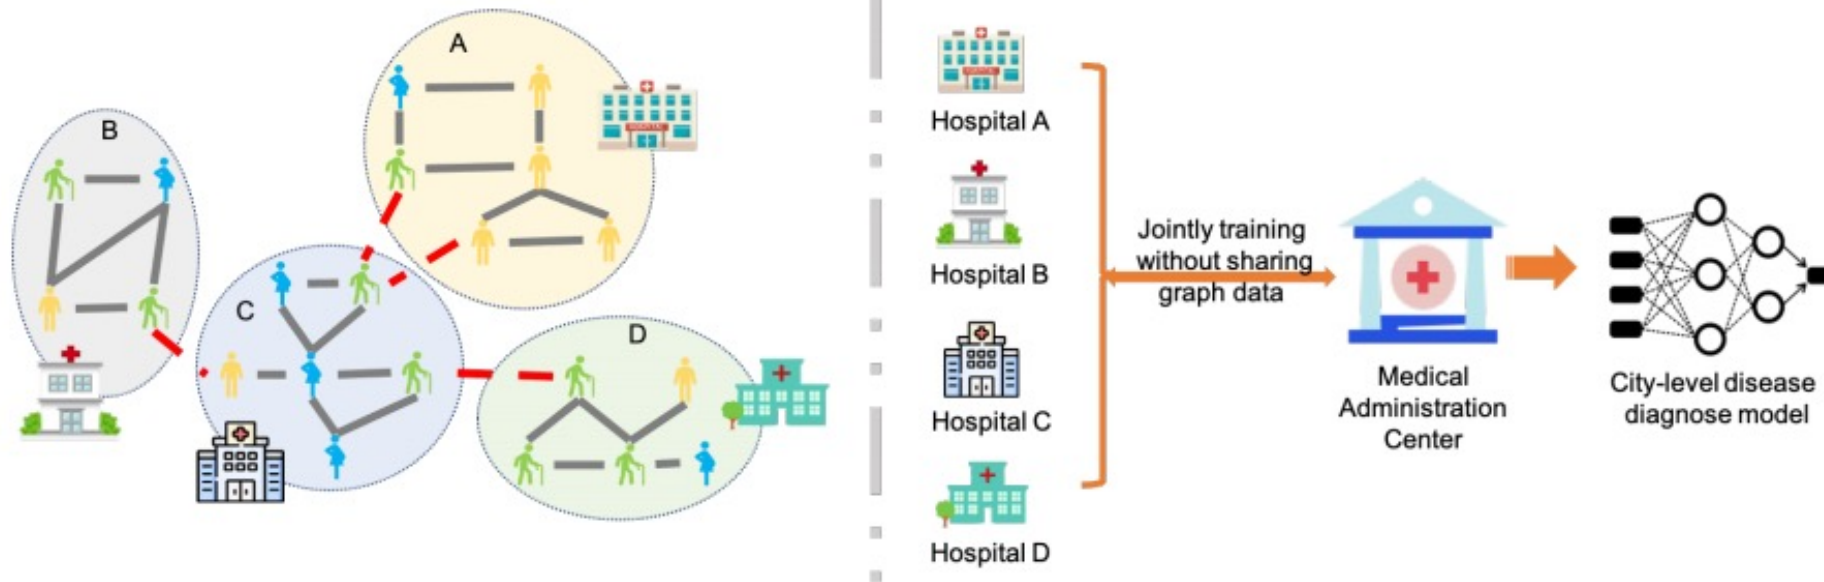 A
B
C
D
Hospital A
Hospital B
Hospital C
Hospital D
Jointly training
without sharing
graph data
Medical
Administration
Center
City-level disease
diagnose model